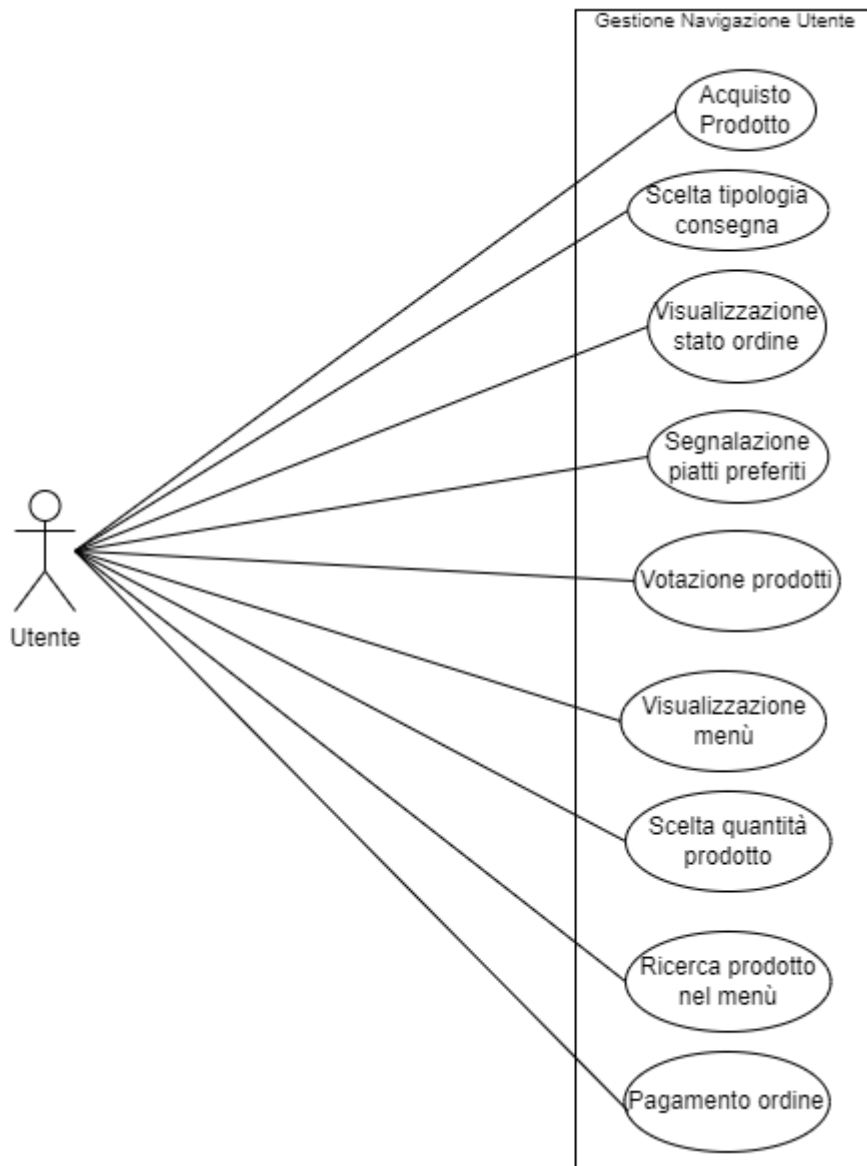 Gestione Navigazione Utente
Acquisto
Prodotto
Scelta tipologia
consegna
Visualizzazione
stato ordine
Segnalazione
piatti preferiti
Votazione prodotti
Utente
Visualizzazione
menù
Scelta quantità
prodotto
Ricerca prodotto
nel menù
Pagamento ordine